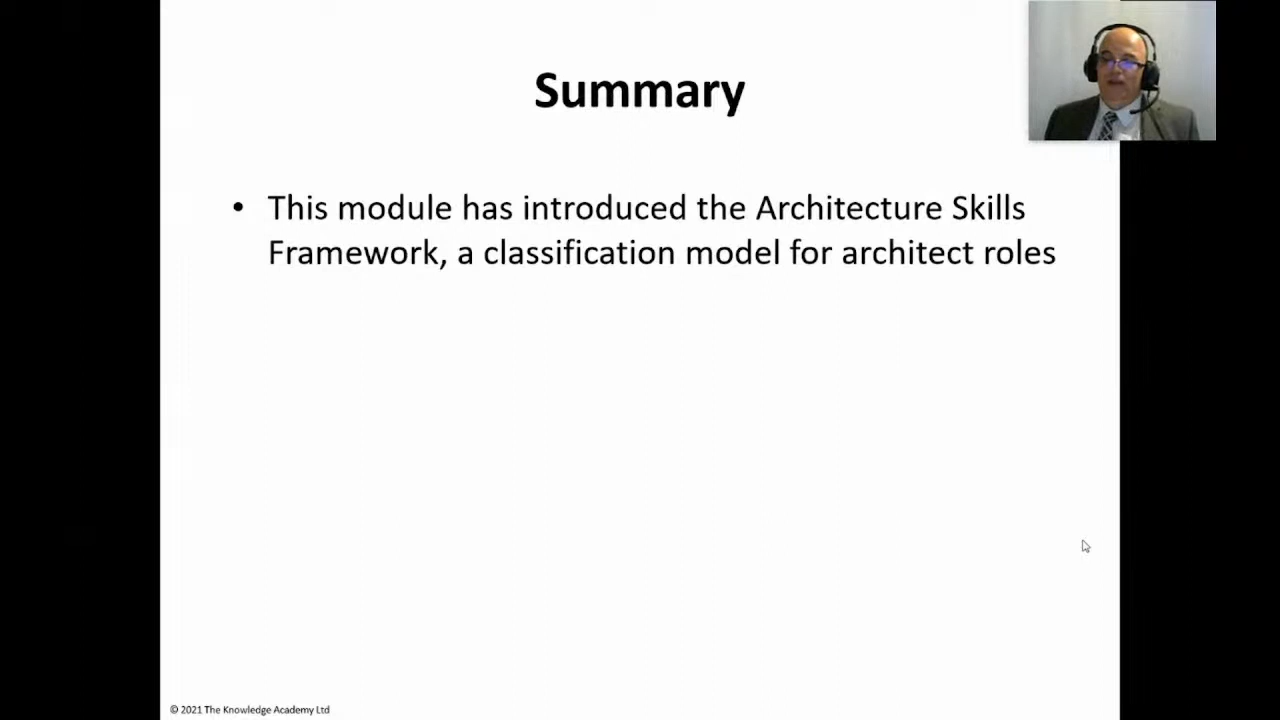 Summary
• This module has introduced the Architecture Skills
Framework, a classification model for architect roles
© 2021 The Knowledge Academy Ltd